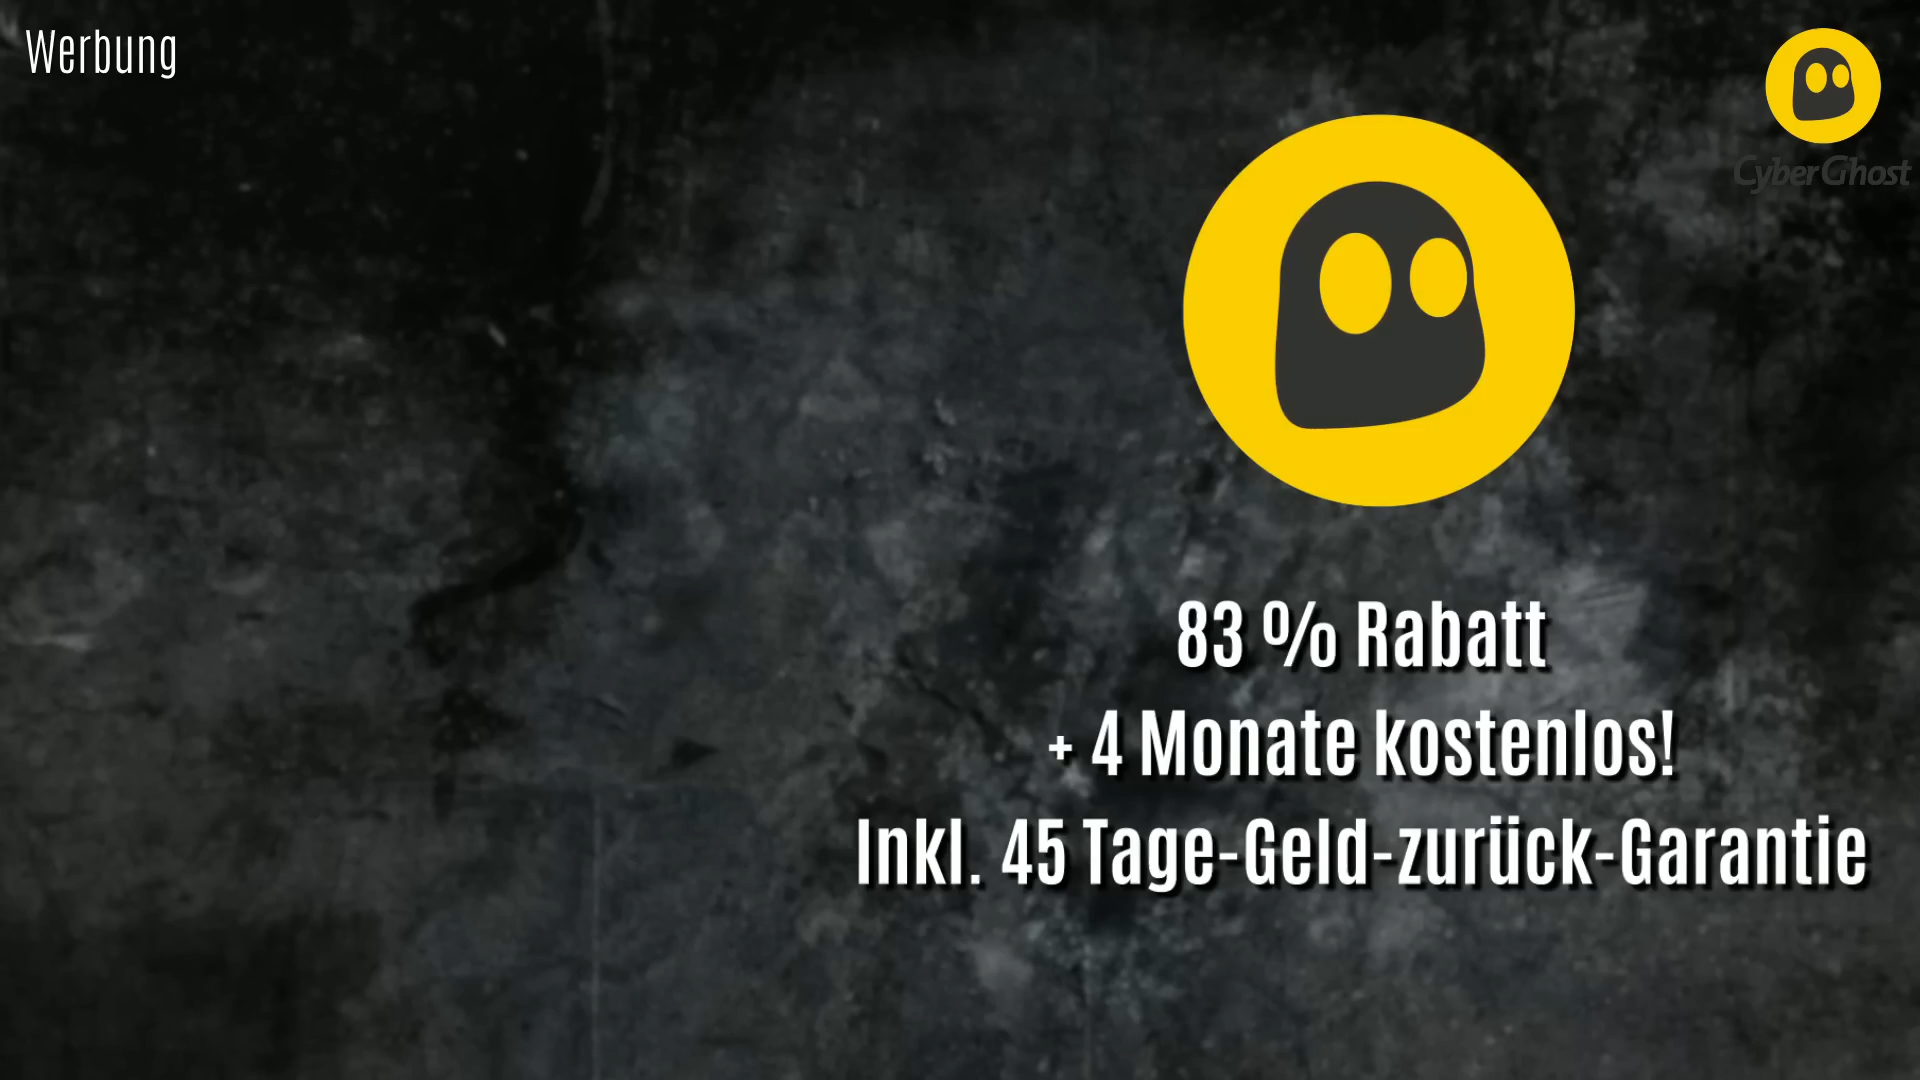 Werbung
CyberGhost
83 % Rabatt
+ 4 Monate kostenlos!
Inkl. 45 Tage-Geld-zurück-Garantie